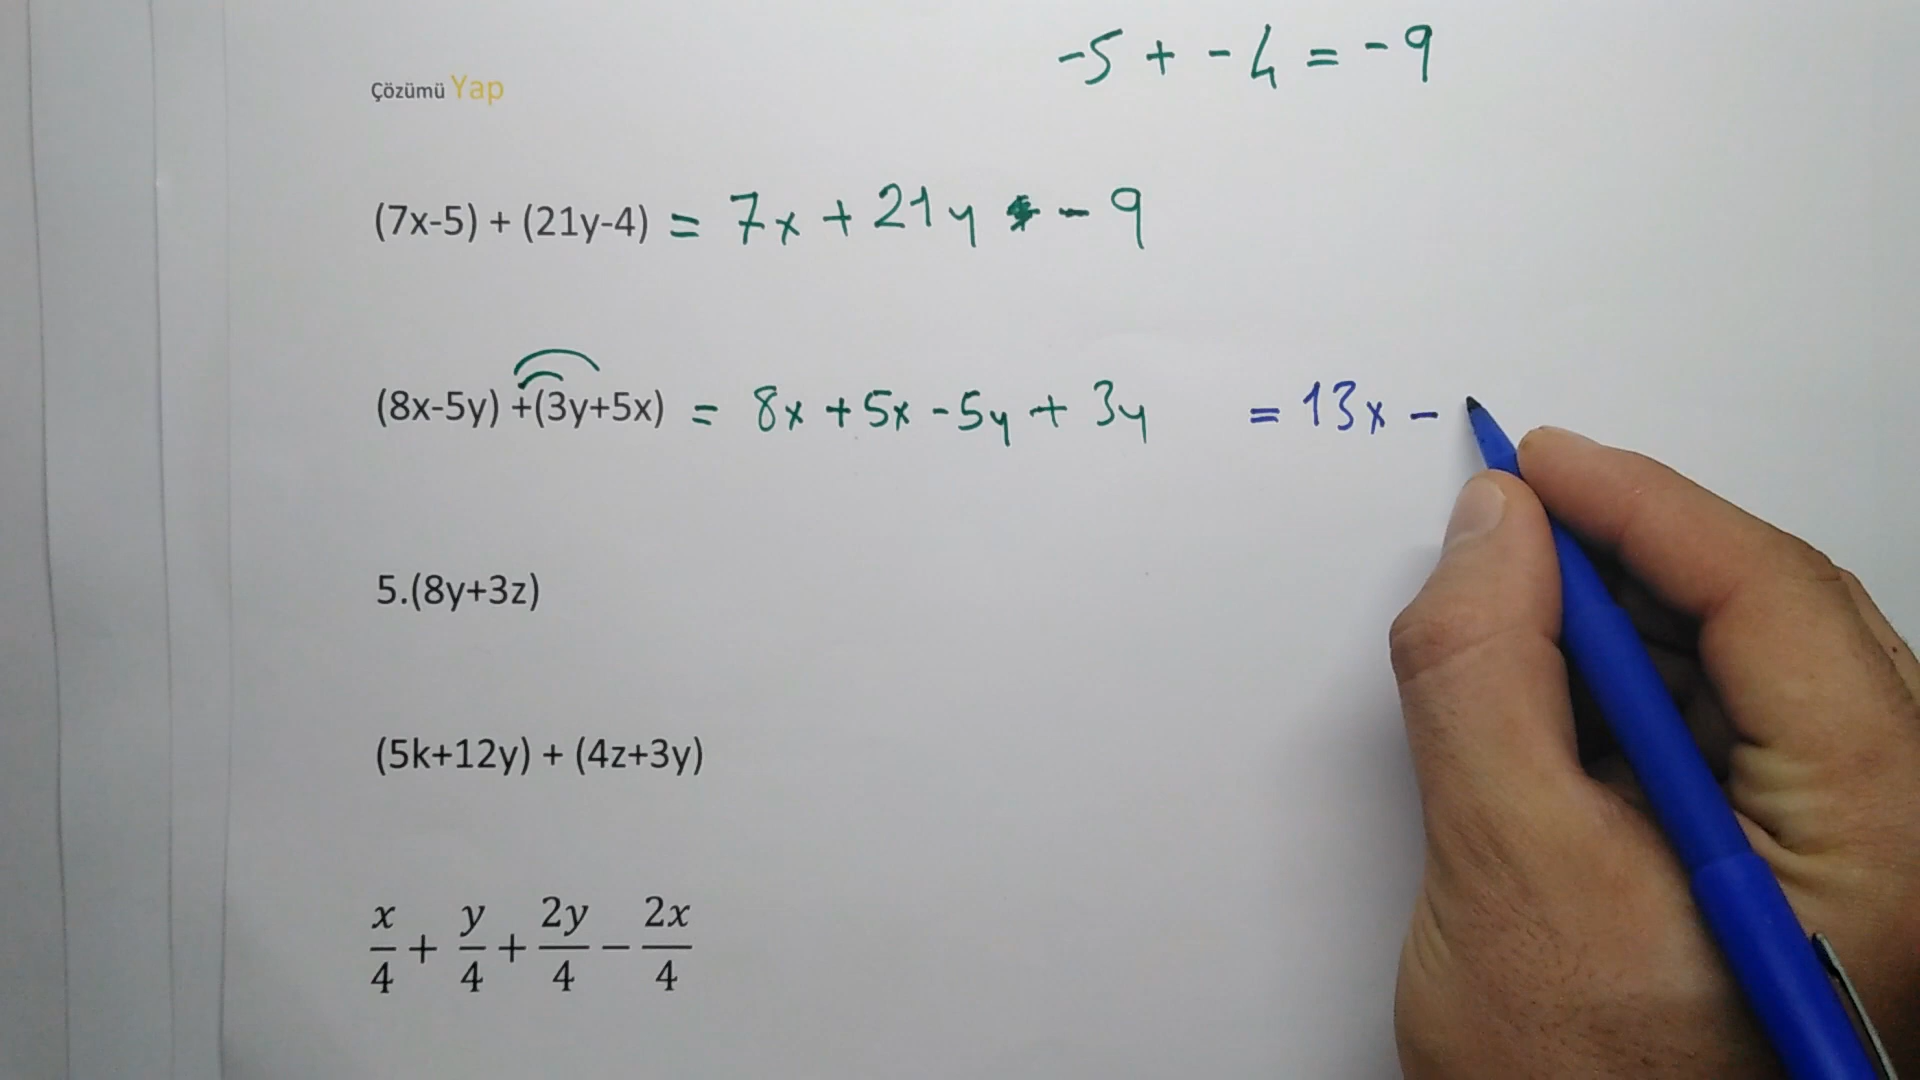 -5 + -4 = -9
Çözümü Yap
(7x-5) + (21y-4) = 7x + 21y - 9
(8x-5y) +(3y+5x) = 8x + 5x - 5y + 3y = 13x -
5.(8y+3z)
(5k+12y) + (4z+3y)
x/4 + y/4 + 2y/4 − 2x/4